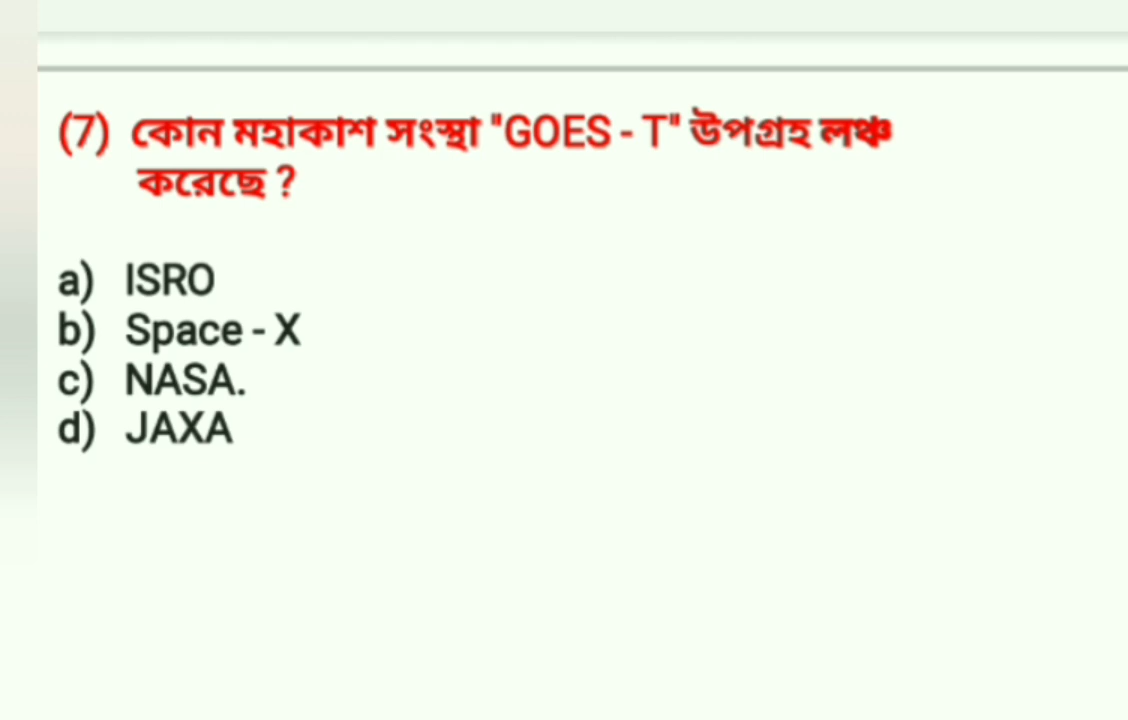 (7) কোন মহাকাশ সংস্থা "GOES - T" উপগ্রহ লঞ্চ
করেছে ?
a) ISRO
b) Space - X
c) NASA.
d) JAXA